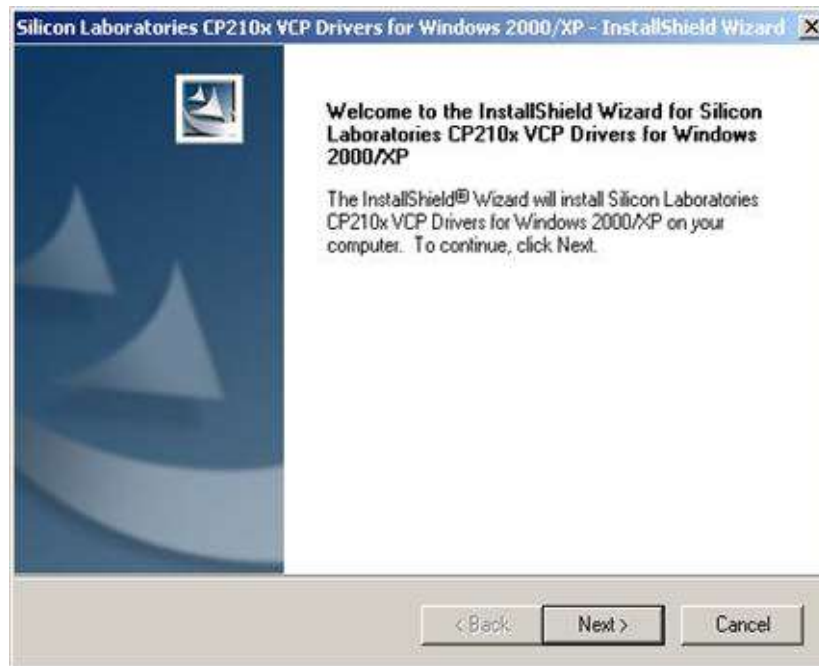 Silicon Laboratories CP210x VCP Drivers for Windows 2000/XP - InstallShield Wizard
Welcome to the InstallShield Wizard for Silicon
Laboratories CP210x VCP Drivers for Windows
2000/XP
The InstallShield® Wizard will install Silicon Laboratories
CP210x VCP Drivers for Windows 2000/XP on your
computer. To continue, click Next.
< Back
Next >
Cancel